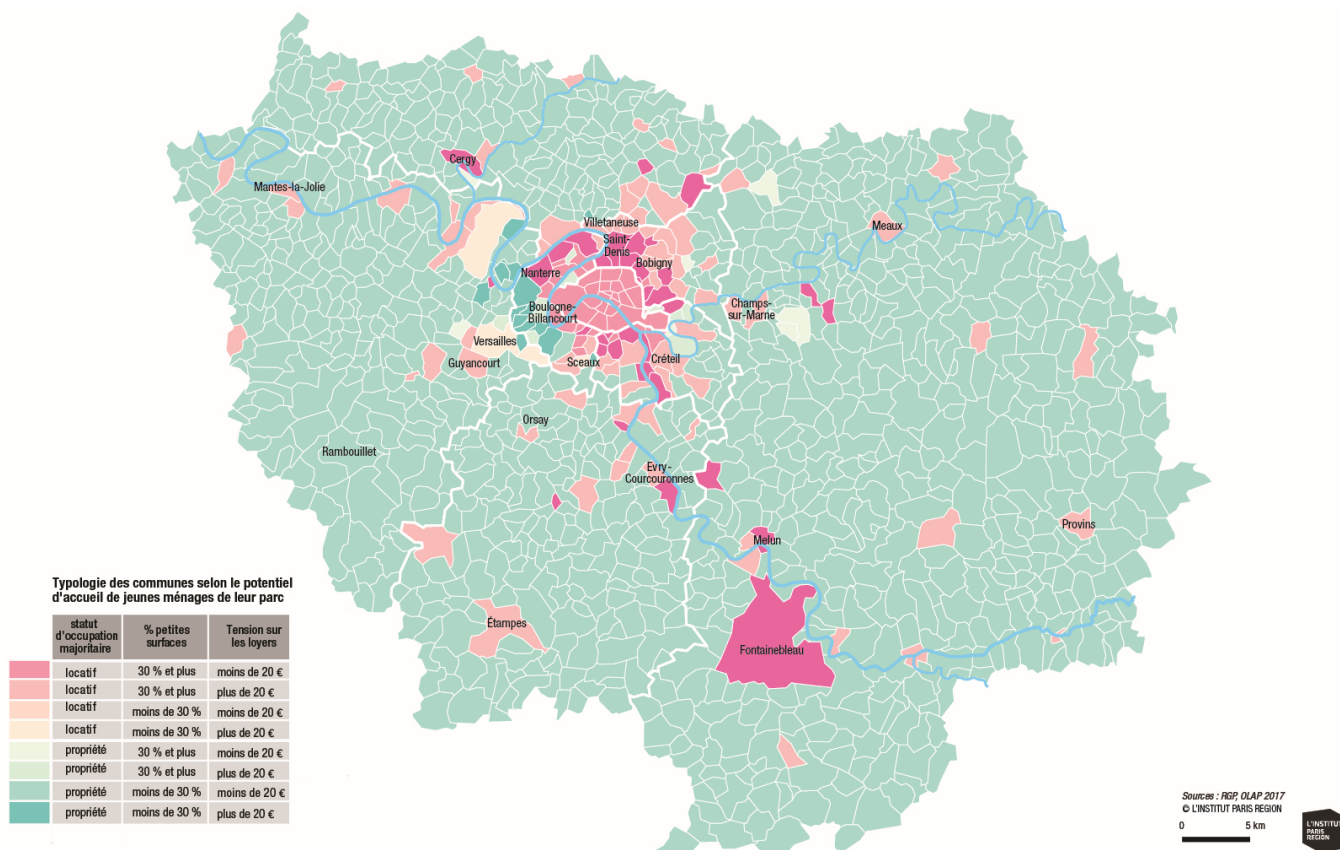 Cergy
Mantes-la-Jolie
Meaux
Villetaneuse
Saint-
Denis
Bobigny
Nanterre
Champs-
sur-Marne
Boulogne-
Billancourt
Versailles
Créteil
Guyancourt
Sceaux
Orsay
Rambouillet
Evry-
Courcouronnes
Provins
Melun
Étampes
Fontainebleau
Typologie des communes selon le potentiel
d'accueil de jeunes ménages de leur parc
statut
d'occupation
majoritaire
% petites
surfaces
Tension sur
les loyers
locatif 30 % et plus moins de 20 €
locatif 30 % et plus plus de 20 €
locatif moins de 30 % moins de 20 €
locatif moins de 30 % plus de 20 €
propriété 30 % et plus moins de 20 €
propriété 30 % et plus plus de 20 €
propriété moins de 30 % moins de 20 €
propriété moins de 30 % plus de 20 €
Sources : RGP, OLAP 2017
© L'INSTITUT PARIS REGION
0 5 km
L'INSTITUT
PARIS
REGION